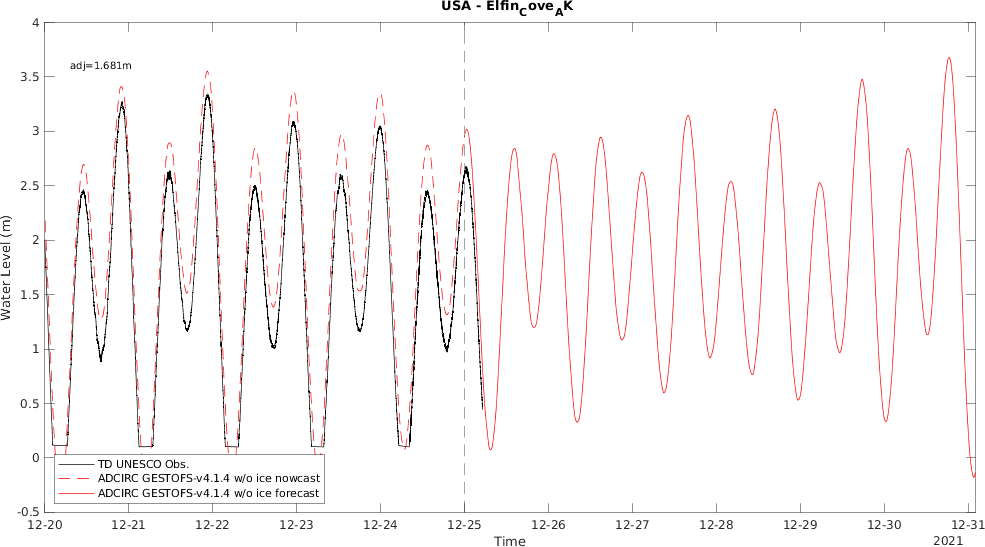 USA - Elfin_Cove_AK
adj=1.681m
Water Level (m)
4
3.5
3
2.5
2
1.5
1
0.5
0
-0.5
TD UNESCO Obs.
ADCIRC GESTOFS-v4.1.4 w/o ice nowcast
ADCIRC GESTOFS-v4.1.4 w/o ice forecast
12-20 12-21 12-22 12-23 12-24 12-25 12-26 12-27 12-28 12-29 12-30 12-31
Time
2021